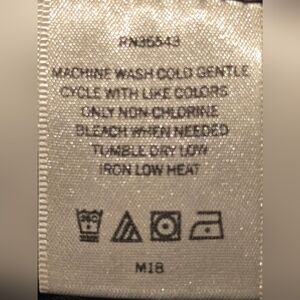 RN36543
MACHINE WASH COLD GENTLE
CYCLE WITH LIKE COLORS
ONLY NON-CHLORINE
BLEACH WHEN NEEDED
TUMBLE DRY LOW
IRON LOW HEAT
M18